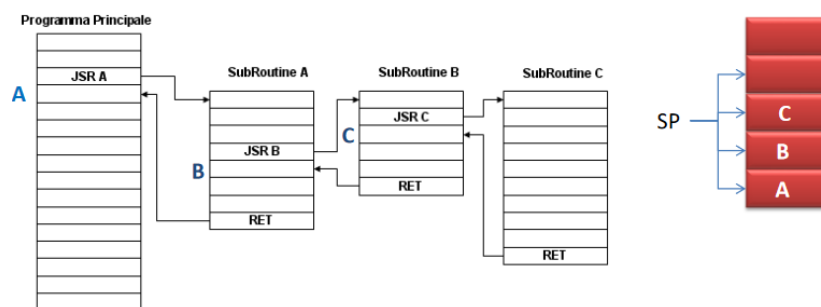 Programma Principale
JSR A
A
SubRoutine A
JSR B
B
RET
SubRoutine B
JSR C
C
RET
SubRoutine C
RET
SP
C
B
A